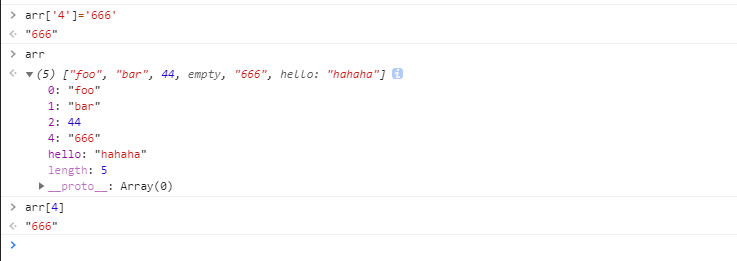 > arr['4']='666'
<· "666"
> arr
<· ▼(5) ["foo", "bar", 44, empty, "666", hello: "hahaha"] i
0: "foo"
1: "bar"
2: 44
4: "666"
hello: "hahaha"
length: 5
▶__proto__: Array(0)
> arr[4]
<· "666"
>